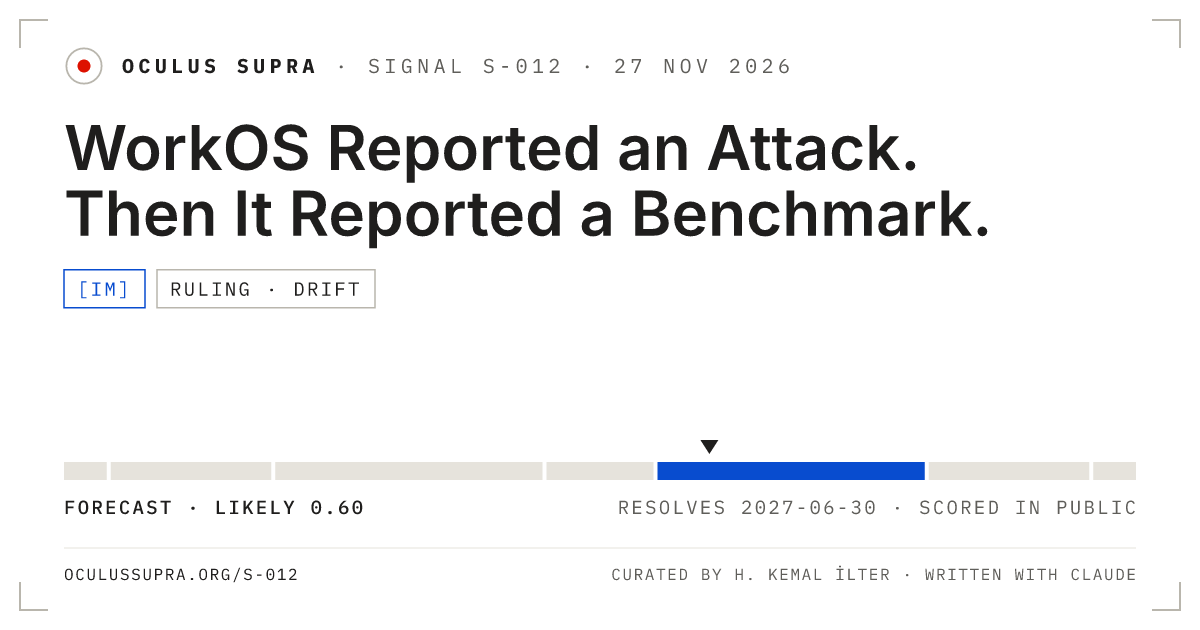 OCULUS SUPRA · SIGNAL S-012 · 27 NOV 2026
WorkOS Reported an Attack.
Then It Reported a Benchmark.
[IM] RULING · DRIFT
FORECAST · LIKELY 0.60 RESOLVES 2027-06-30 · SCORED IN PUBLIC
OCULUSSUPRA.ORG/S-012 CURATED BY H. KEMAL İLTER · WRITTEN WITH CLAUDE